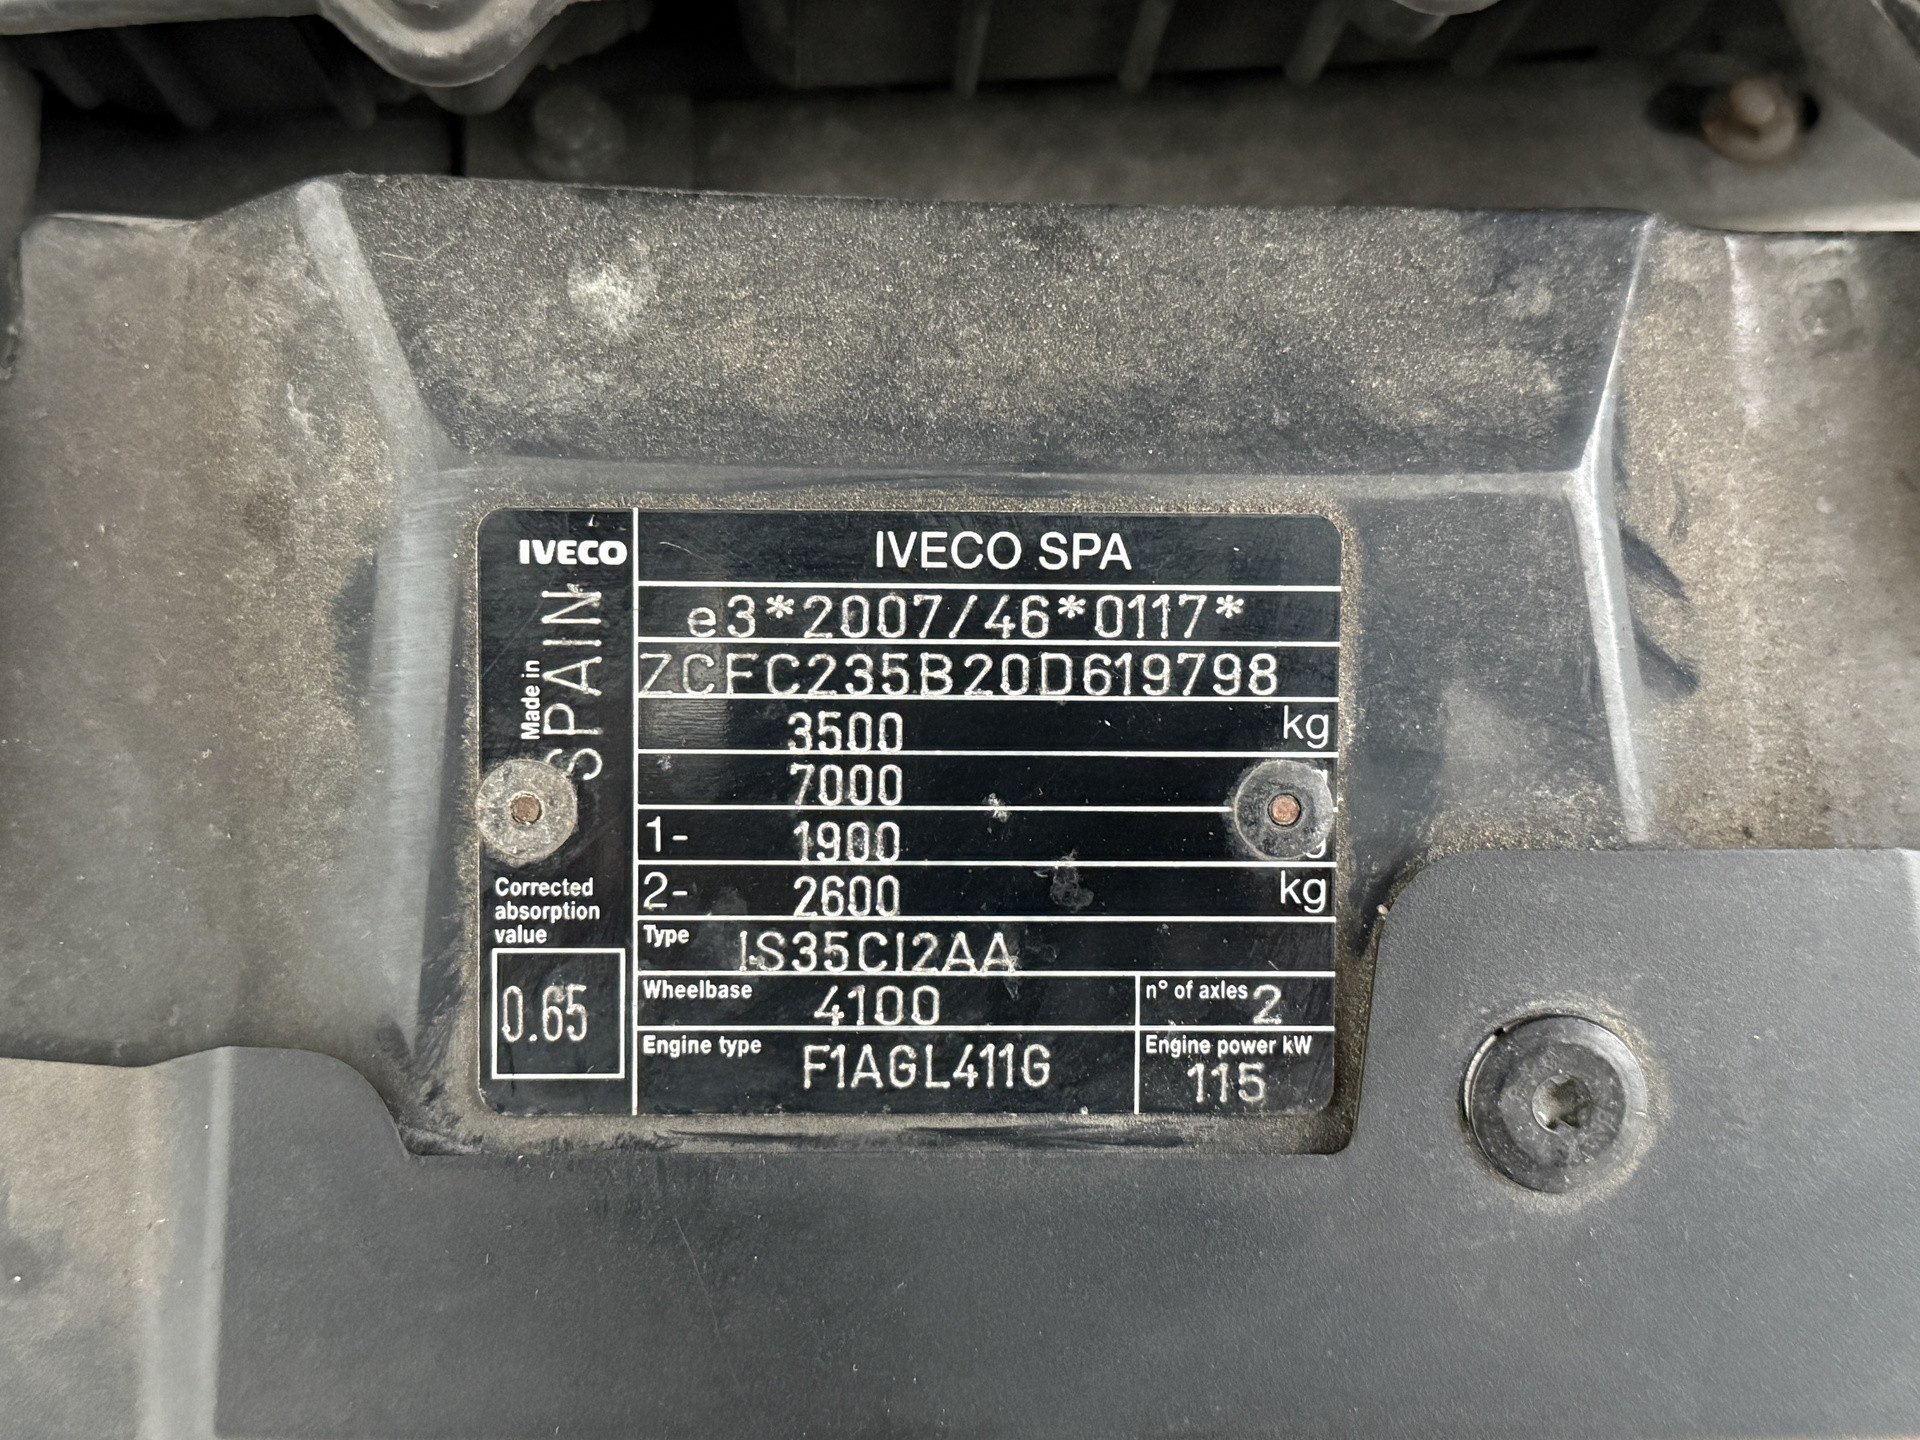 IVECO
IVECO SPA
Made in
SPAIN
e3*2007/46*0117*
ZCFC235B20D619798
3500 kg
7000
1- 1900
2- 2600 kg
Type IS35CI2AA
Wheelbase 4100
n° of axles 2
Engine type F1AGL411G
Engine power kW
115
Corrected
absorption
value
0.65